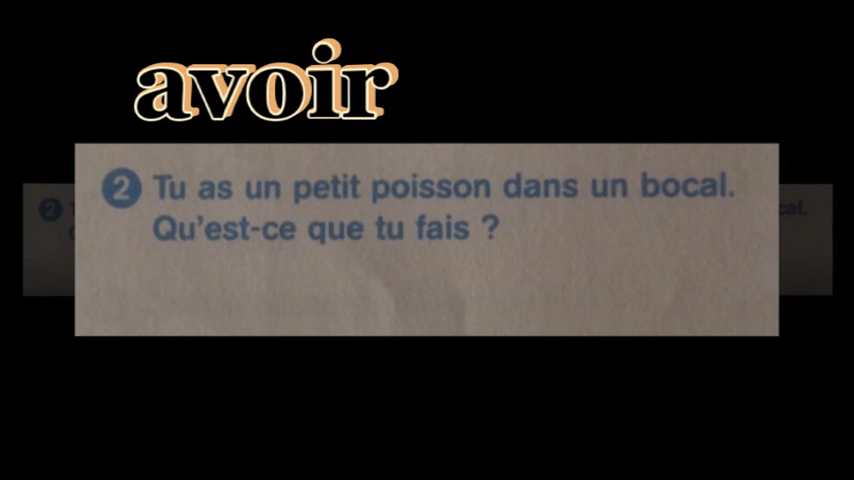 avoir
2 Tu as un petit poisson dans un bocal.
Qu'est-ce que tu fais ?